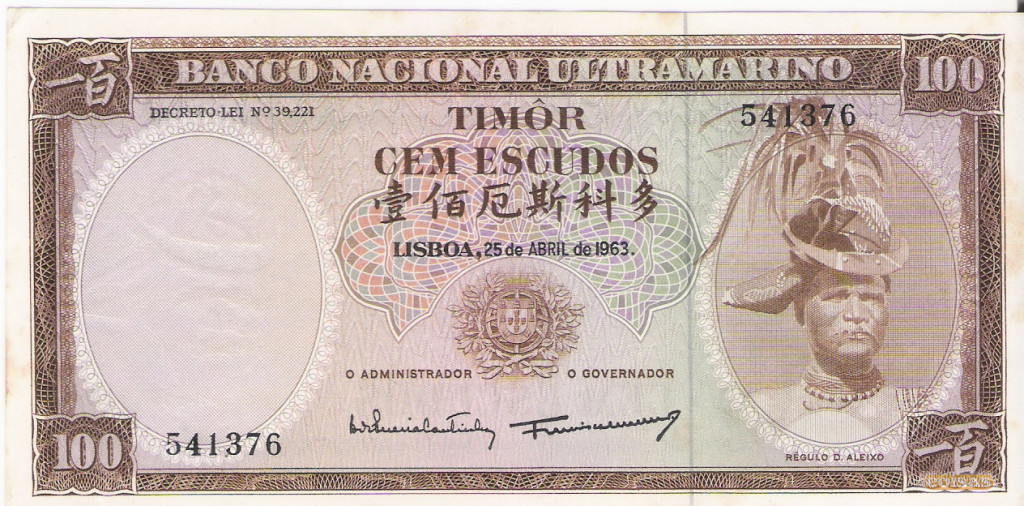 一百
BANCO NACIONAL ULTRAMARINO
100
DECRETO-LEI Nº 39,221
TIMÔR
541376
CEM ESCUDOS
壹佰厄斯科多
LISBOA, 25 de ABRIL de 1963.
O ADMINISTRADOR
O GOVERNADOR
100
541376
RÉGULO D. ALEIXO
一百